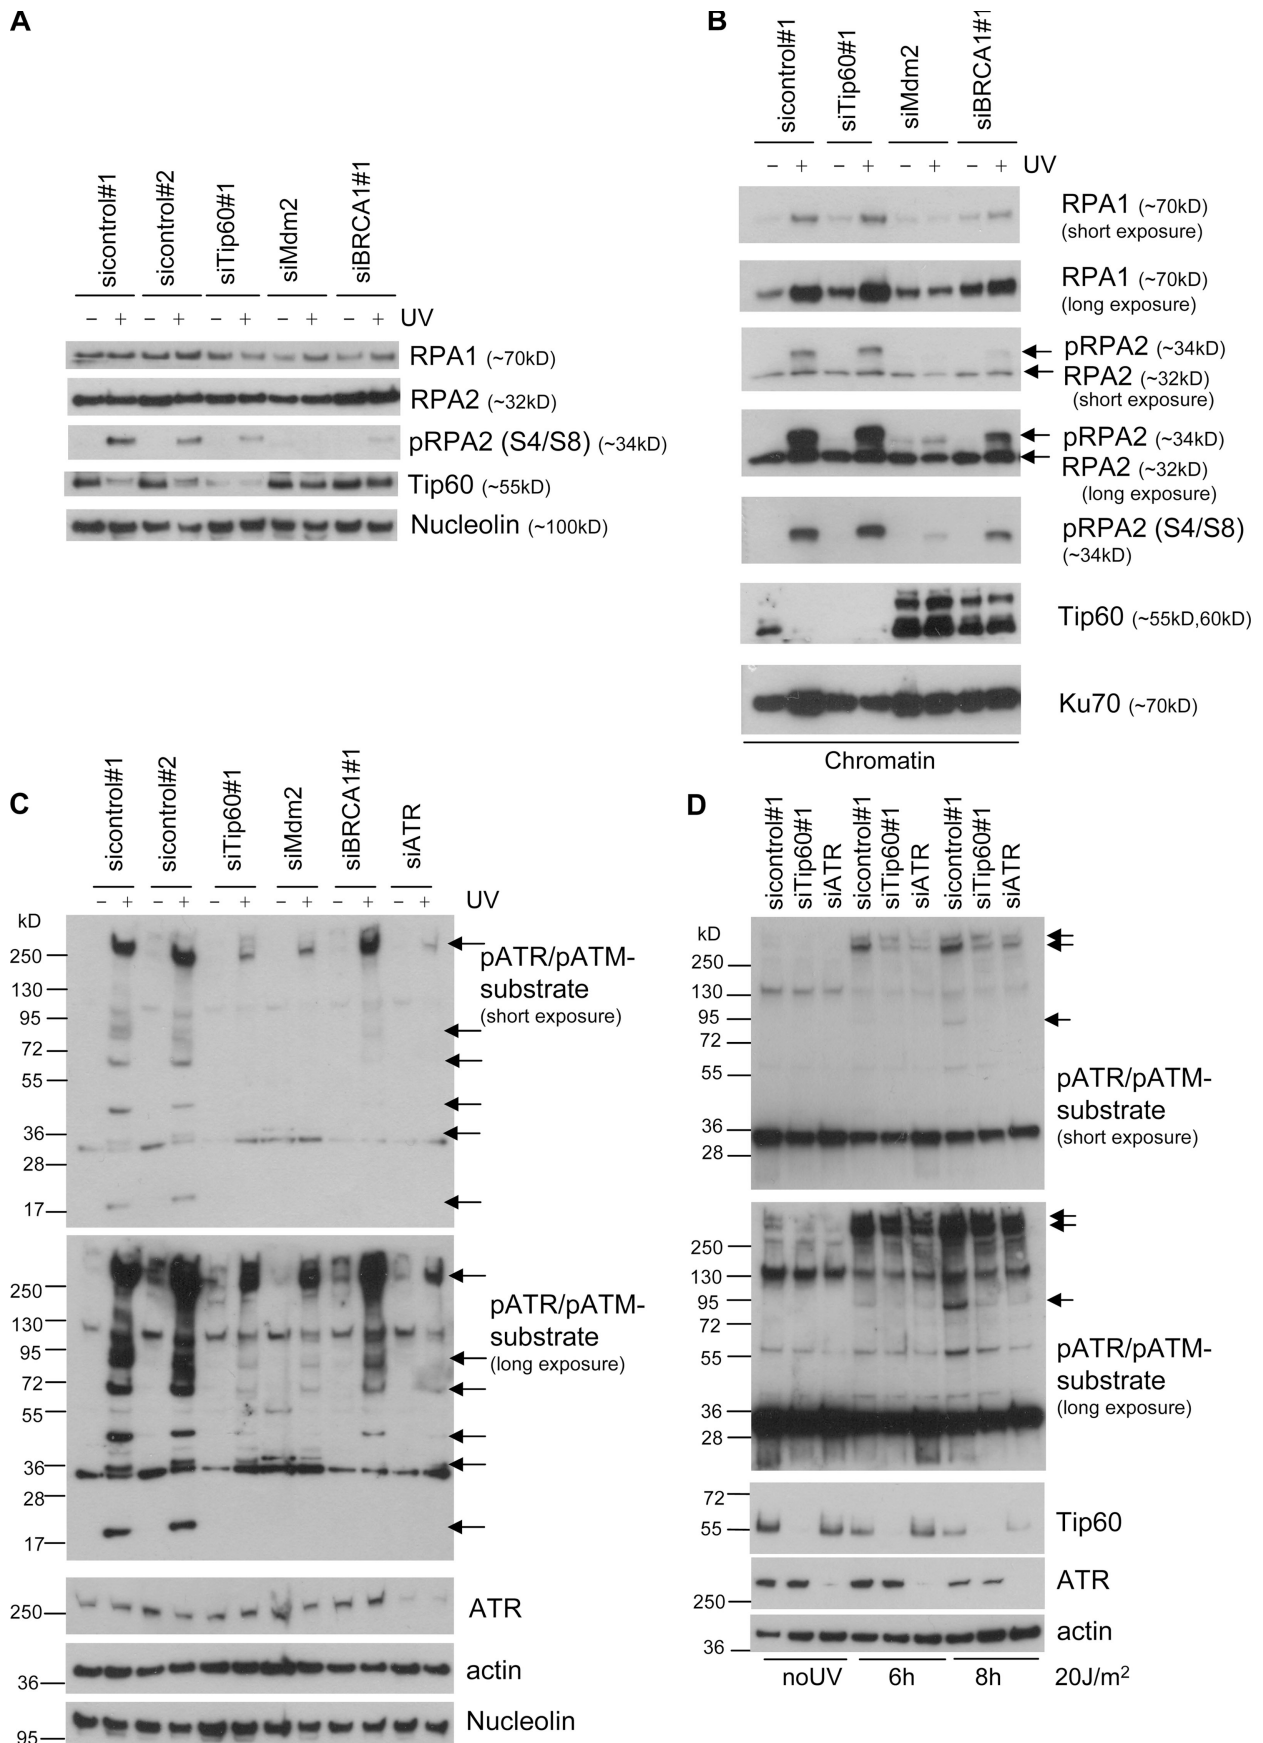 A
sicontrol#1
sicontrol#2
siTip60#1
siMdm2
siBRCA1#1
– + – + – + – + – + UV
RPA1 (~70kD)
RPA2 (~32kD)
pRPA2 (S4/S8) (~34kD)
Tip60 (~55kD)
Nucleolin (~100kD)
B
sicontrol#1
siTip60#1
siMdm2
siBRCA1#1
– + – + – + – + UV
RPA1 (~70kD)
(short exposure)
RPA1 (~70kD)
(long exposure)
pRPA2 (~34kD)
RPA2 (~32kD)
(short exposure)
pRPA2 (~34kD)
RPA2 (~32kD)
(long exposure)
pRPA2 (S4/S8)
(~34kD)
Tip60 (~55kD,60kD)
Ku70 (~70kD)
Chromatin
C
sicontrol#1
sicontrol#2
siTip60#1
siMdm2
siBRCA1#1
siATR
– + – + – + – + – + – + UV
kD
250
130
95
72
55
36
28
17
pATR/pATM-
substrate
(short exposure)
250
130
95
72
55
36
28
17
pATR/pATM-
substrate
(long exposure)
250
ATR
36
actin
95
Nucleolin
D
sicontrol#1
siTip60#1
siATR
sicontrol#1
siTip60#1
siATR
sicontrol#1
siTip60#1
siATR
kD
250
130
95
72
55
36
28
pATR/pATM-
substrate
(short exposure)
250
130
95
72
55
36
28
pATR/pATM-
substrate
(long exposure)
72
55
Tip60
250
ATR
36
actin
noUV 6h 8h 20J/m²